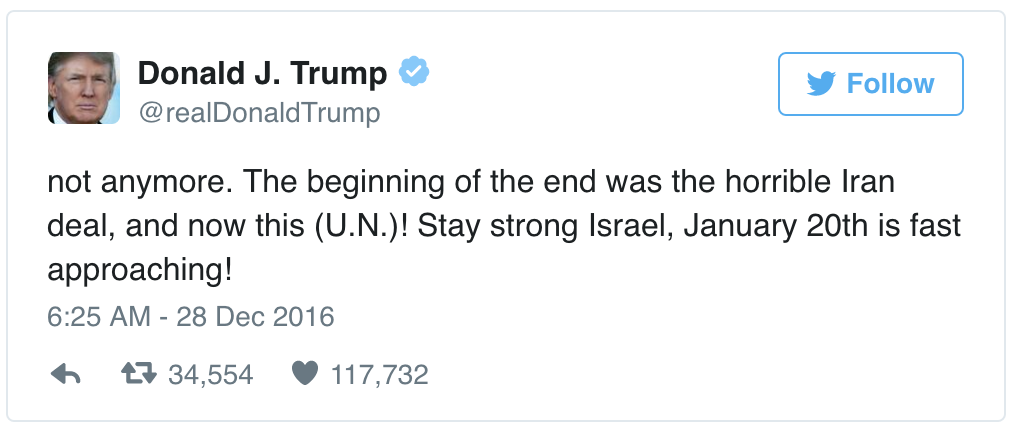 Donald J. Trump
Follow
@realDonaldTrump
not anymore. The beginning of the end was the horrible Iran
deal, and now this (U.N.)! Stay strong Israel, January 20th is fast
approaching!
6:25 AM - 28 Dec 2016
34,554 117,732